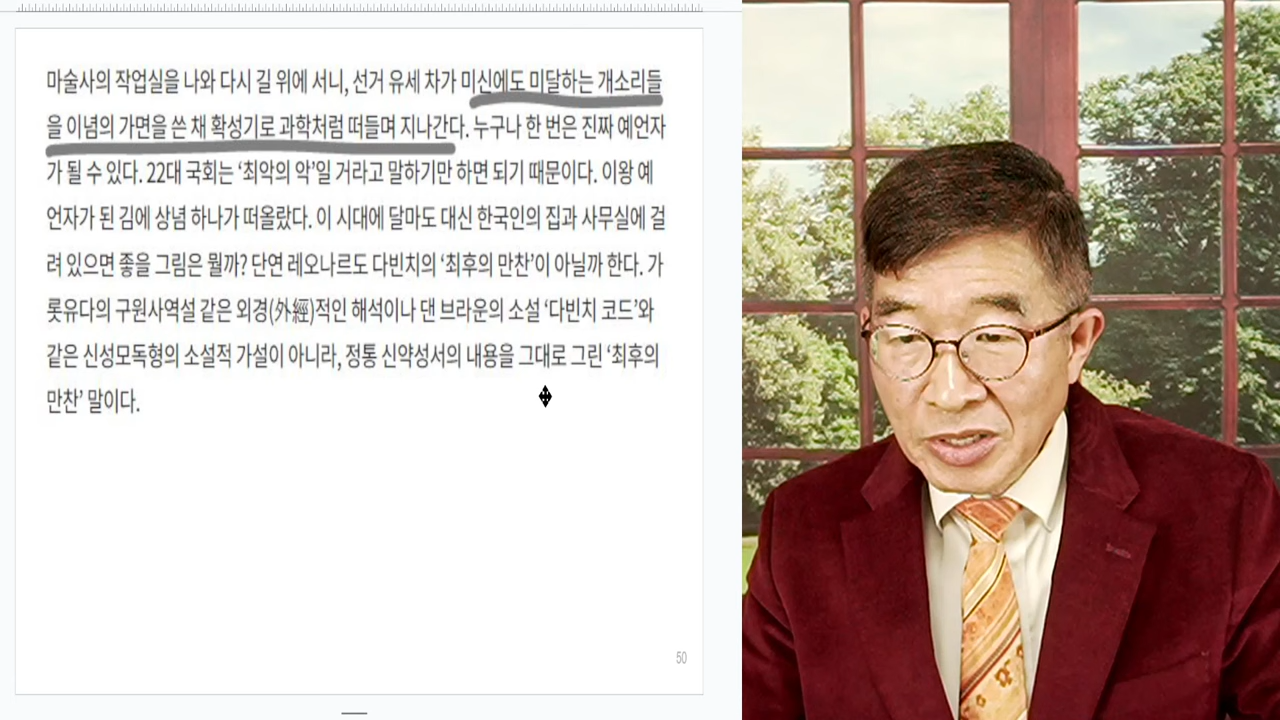 마술사의 작업실을 나와 다시 길 위에 서니, 선거 유세 차가 미신에도 미달하는 개소리들
을 이념의 가면을 쓴 채 확성기로 과학처럼 떠들며 지나간다. 누구나 한 번은 진짜 예언자
가 될 수 있다. 22대 국회는 ‘최악의 악’일 거라고 말하기만 하면 되기 때문이다. 이왕 예
언자가 된 김에 상념 하나가 떠올랐다. 이 시대에 달마도 대신 한국인의 집과 사무실에 걸
려 있으면 좋을 그림은 뭘까? 단연 레오나르도 다빈치의 ‘최후의 만찬’이 아닐까 한다. 가
롯유다의 구원사역설 같은 외경(外經)적인 해석이나 댄 브라운의 소설 ‘다빈치 코드’와
같은 신성모독형의 소설적 가설이 아니라, 정통 신약성서의 내용을 그대로 그린 ‘최후의
만찬’ 말이다.
50